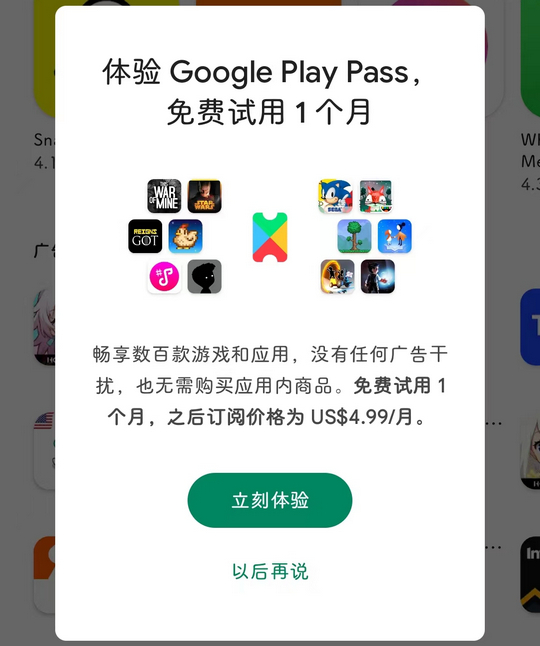 体验 Google Play Pass，
免费试用 1 个月
WAR
OF MINE
STAR
WARS
SEGA
REIGNS
GOT
畅享数百款游戏和应用，没有任何广告干
扰，也无需购买应用内商品。免费试用 1
个月，之后订阅价格为 US$4.99/月。
立刻体验
以后再说
Sna
4.1
4.3